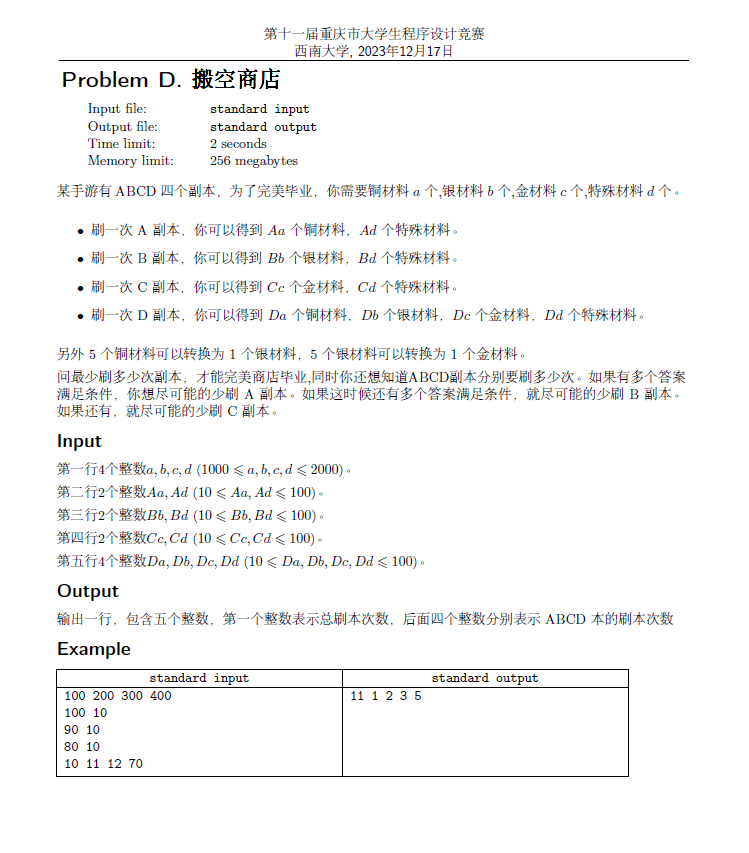 第十一届重庆市大学生程序设计竞赛
西南大学, 2023年12月17日
Problem D. 搬空商店
Input file: standard input
Output file: standard output
Time limit: 2 seconds
Memory limit: 256 megabytes
某手游有 ABCD 四个副本，为了完美毕业，你需要铜材料 a 个,银材料 b 个,金材料 c 个,特殊材料 d 个。
• 刷一次 A 副本，你可以得到 Aa 个铜材料，Ad 个特殊材料。
• 刷一次 B 副本，你可以得到 Bb 个银材料，Bd 个特殊材料。
• 刷一次 C 副本，你可以得到 Cc 个金材料，Cd 个特殊材料。
• 刷一次 D 副本，你可以得到 Da 个铜材料，Db 个银材料，Dc 个金材料，Dd 个特殊材料。
另外 5 个铜材料可以转换为 1 个银材料，5 个银材料可以转换为 1 个金材料。
问最少刷多少次副本，才能完美商店毕业,同时你还想知道ABCD副本分别要刷多少次。如果有多个答案
满足条件，你想尽可能的少刷 A 副本。如果这时候还有多个答案满足条件，就尽可能的少刷 B 副本。
如果还有，就尽可能的少刷 C 副本。
Input
第一行4个整数a, b, c, d (1000 ⩽ a, b, c, d ⩽ 2000)。
第二行2个整数Aa, Ad (10 ⩽ Aa, Ad ⩽ 100)。
第三行2个整数Bb, Bd (10 ⩽ Bb, Bd ⩽ 100)。
第四行2个整数Cc, Cd (10 ⩽ Cc, Cd ⩽ 100)。
第五行4个整数Da, Db, Dc, Dd (10 ⩽ Da, Db, Dc, Dd ⩽ 100)。
Output
输出一行，包含五个整数，第一个整数表示总刷本次数，后面四个整数分别表示 ABCD 本的刷本次数
Example
standard input standard output
100 200 300 400 11 1 2 3 5
100 10
90 10
80 10
10 11 12 70